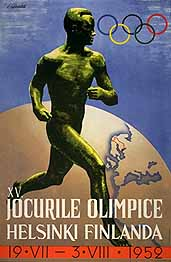 XV
JOCURILE OLIMPICE
HELSINKI FINLANDA
19·VII – 3·VIII·1952